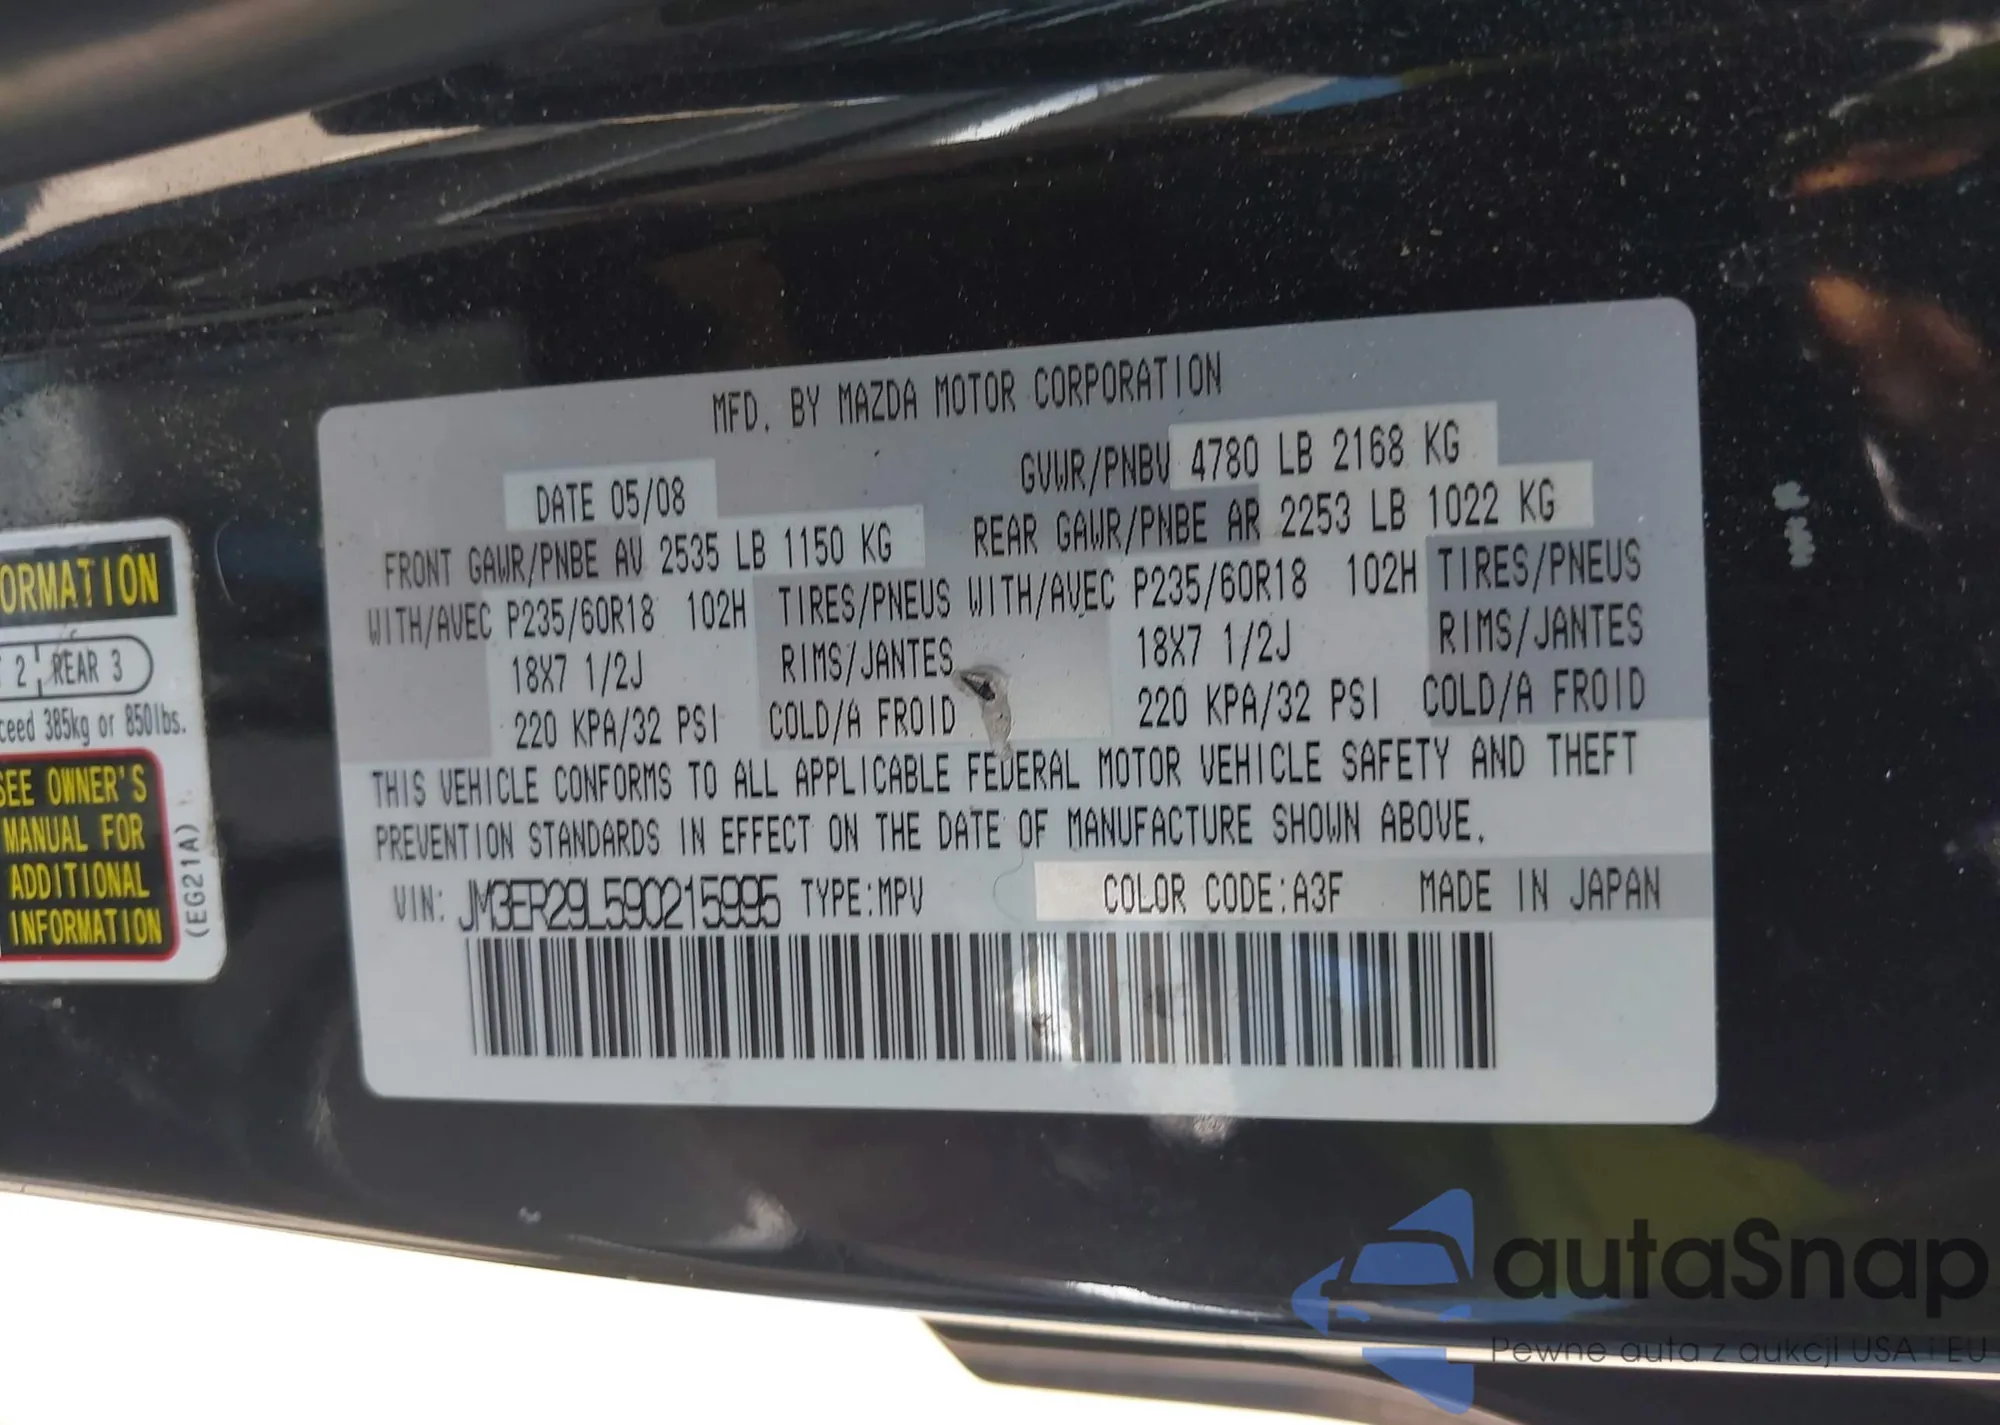 MFD. BY MAZDA MOTOR CORPORATION
DATE 05/08 GVWR/PNBV 4780 LB 2168 KG
FRONT GAWR/PNBE AV 2535 LB 1150 KG REAR GAWR/PNBE AR 2253 LB 1022 KG
WITH/AVEC P235/60R18 102H TIRES/PNEUS WITH/AVEC P235/60R18 102H TIRES/PNEUS
18X7 1/2J RIMS/JANTES 18X7 1/2J RIMS/JANTES
220 KPA/32 PSI COLD/A FROID 220 KPA/32 PSI COLD/A FROID
THIS VEHICLE CONFORMS TO ALL APPLICABLE FEDERAL MOTOR VEHICLE SAFETY AND THEFT
PREVENTION STANDARDS IN EFFECT ON THE DATE OF MANUFACTURE SHOWN ABOVE.
VIN: JM3ER29L590215995 TYPE:MPV COLOR CODE:A3F MADE IN JAPAN
ORMATION
2 REAR 3
ceed 385kg or 850lbs.
SEE OWNER'S
MANUAL FOR
ADDITIONAL
INFORMATION
(EG21A)
autaSnap
Pewne auta z aukcji USA i EU